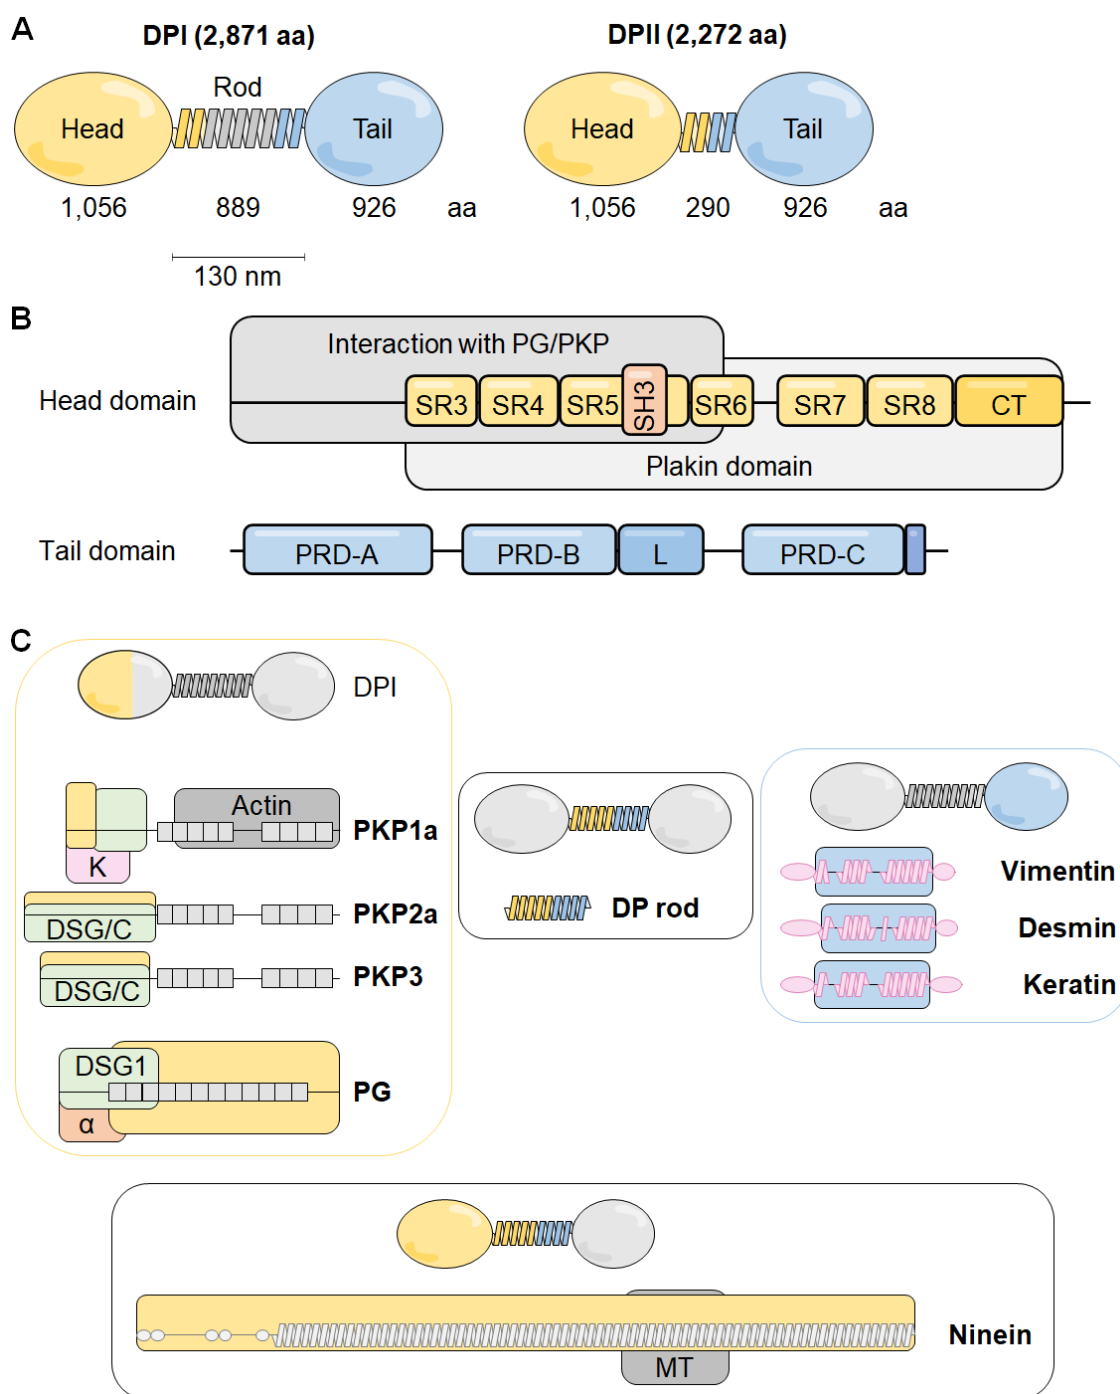 A
DPI (2,871 aa)
DPII (2,272 aa)
Rod
Head
Tail
Head
Tail
1,056 889 926 aa
1,056 290 926 aa
130 nm
B
Interaction with PG/PKP
Head domain
SR3 SR4 SR5 SH3 SR6 SR7 SR8 CT
Plakin domain
Tail domain
PRD-A PRD-B L PRD-C
C
DPI
Actin
PKP1a
K
PKP2a
DSG/C
PKP3
DSG/C
DSG1
PG
α
DP rod
Vimentin
Desmin
Keratin
Ninein
MT